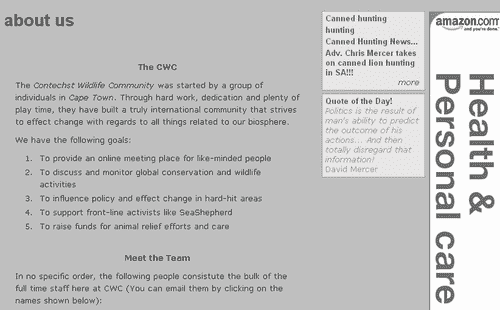 about us
The CWC
The Contechst Wildlife Community was started by a group of
individuals in Cape Town. Through hard work, dedication and plenty of
play time, they have built a truly international community that strives
to effect change with regards to all things related to our biosphere.
We have the following goals:
1. To provide an online meeting place for like-minded people
2. To discuss and monitor global conservation and wildlife
activities
3. To influence policy and effect change in hard-hit areas
4. To support front-line activists like SeaShepherd
5. To raise funds for animal relief efforts and care
Meet the Team
In no specific order, the following people consistute the bulk of the
full time staff here at CWC (You can email them by clicking on the
names shown below):
Canned hunting
hunting
Canned Hunting News...
Adv. Chris Mercer takes
on canned lion hunting
in SA!!!
more
Quote of the Day!
Politics is the result of
man's ability to predict
the outcome of his
actions... And then
totally disregard that
information!
David Mercer
amazon.com
and you're done.
Health &
Personal care